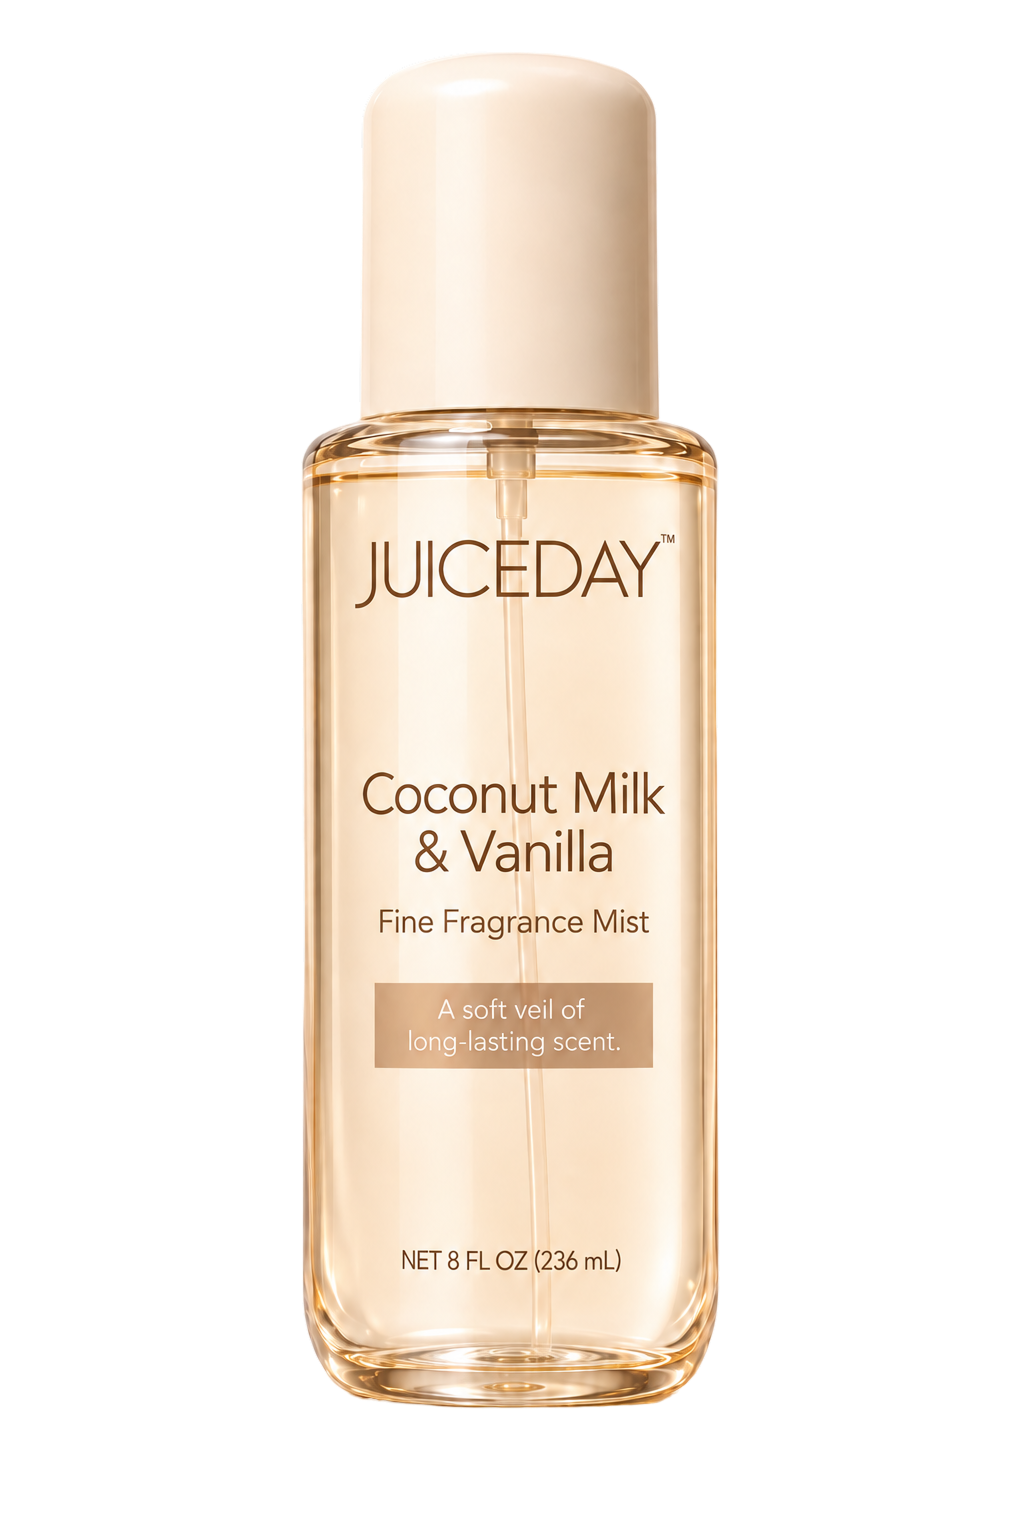 JUICEDAY™
Coconut Milk
& Vanilla
Fine Fragrance Mist
A soft veil of
long-lasting scent.
NET 8 FL OZ (236 mL)